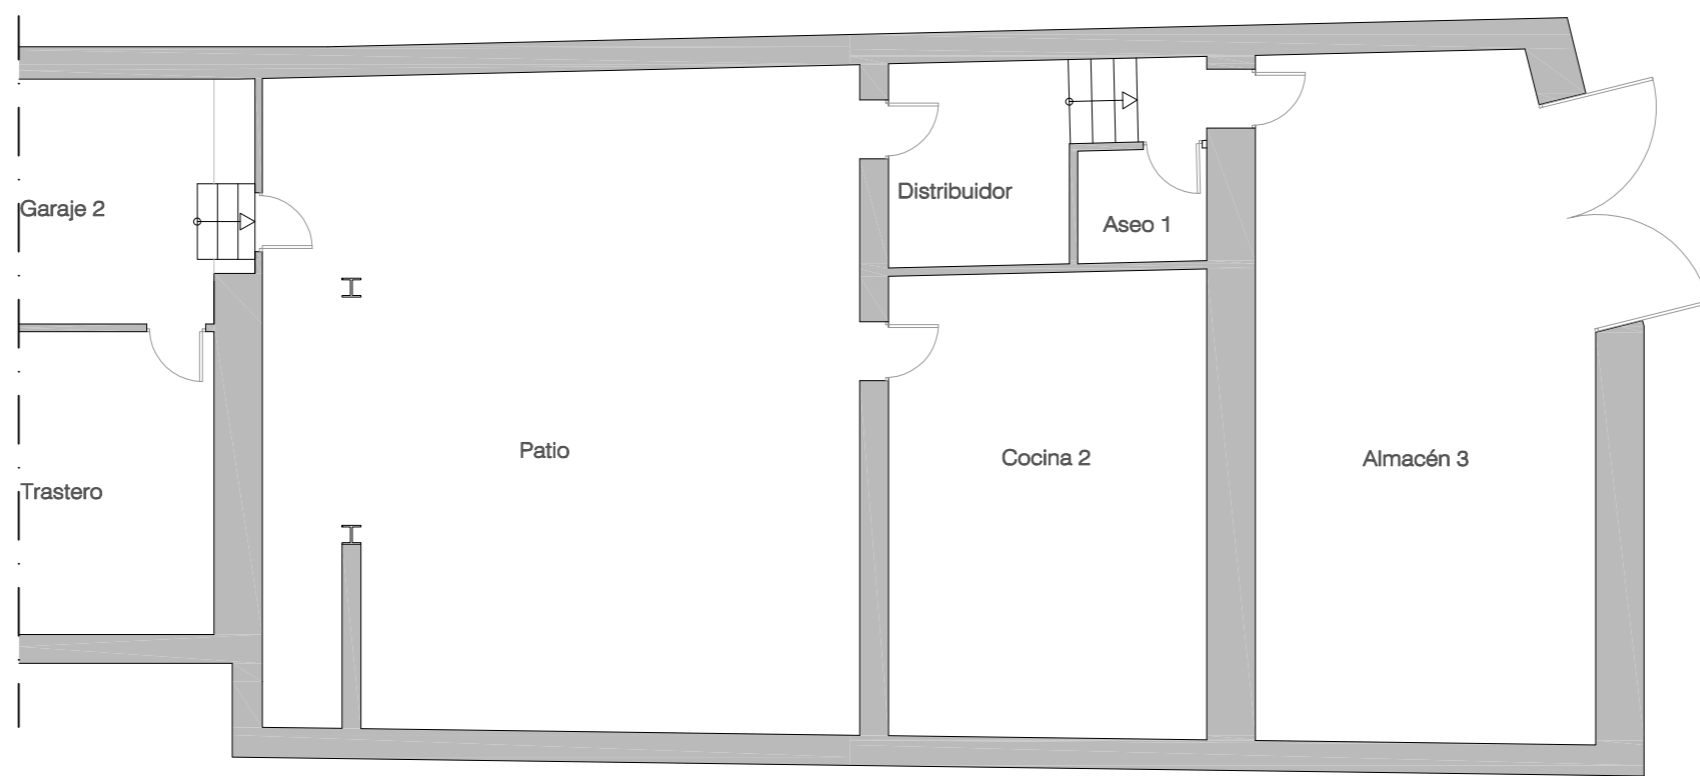 Garaje 2
Distribuidor
Aseo 1
Patio
Cocina 2
Almacén 3
Trastero